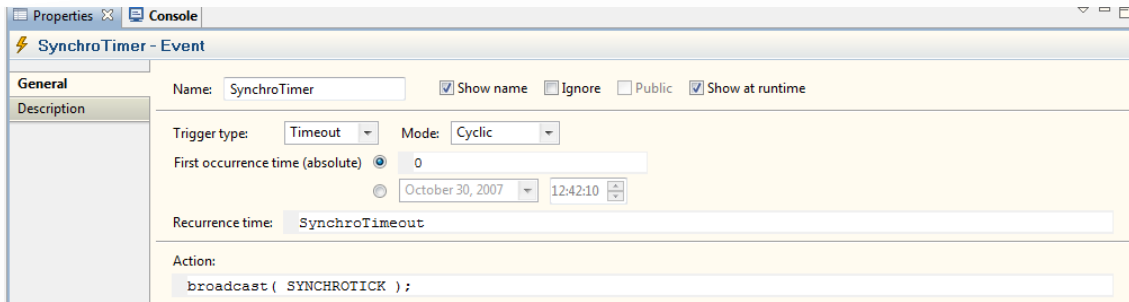 Properties Console
SynchroTimer - Event
General
Description
Name: SynchroTimer Show name Ignore Public Show at runtime
Trigger type: Timeout Mode: Cyclic
First occurrence time (absolute) 0
October 30, 2007 12:42:10
Recurrence time: SynchroTimeout
Action:
broadcast( SYNCHROTICK );